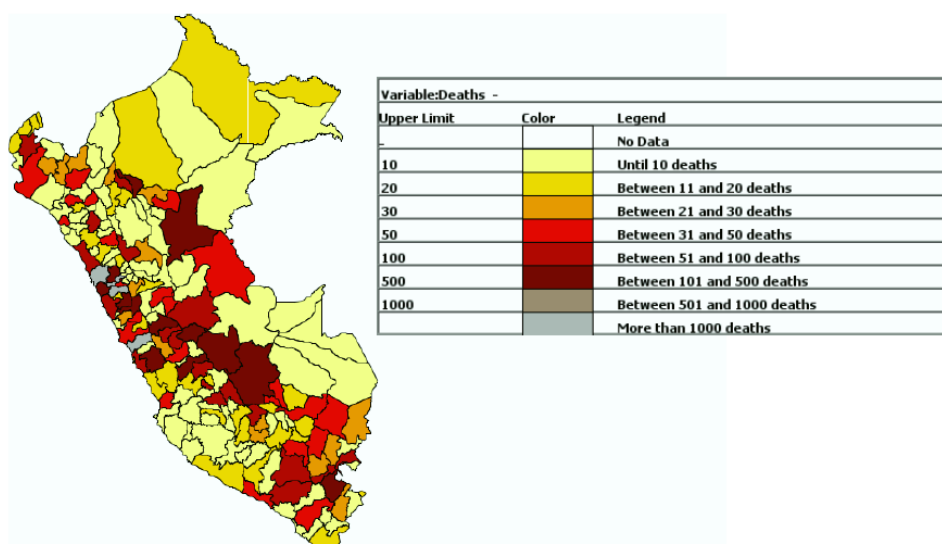 Variable:Deaths -
Upper Limit Color Legend
- No Data
10 Until 10 deaths
20 Between 11 and 20 deaths
30 Between 21 and 30 deaths
50 Between 31 and 50 deaths
100 Between 51 and 100 deaths
500 Between 101 and 500 deaths
1000 Between 501 and 1000 deaths
More than 1000 deaths